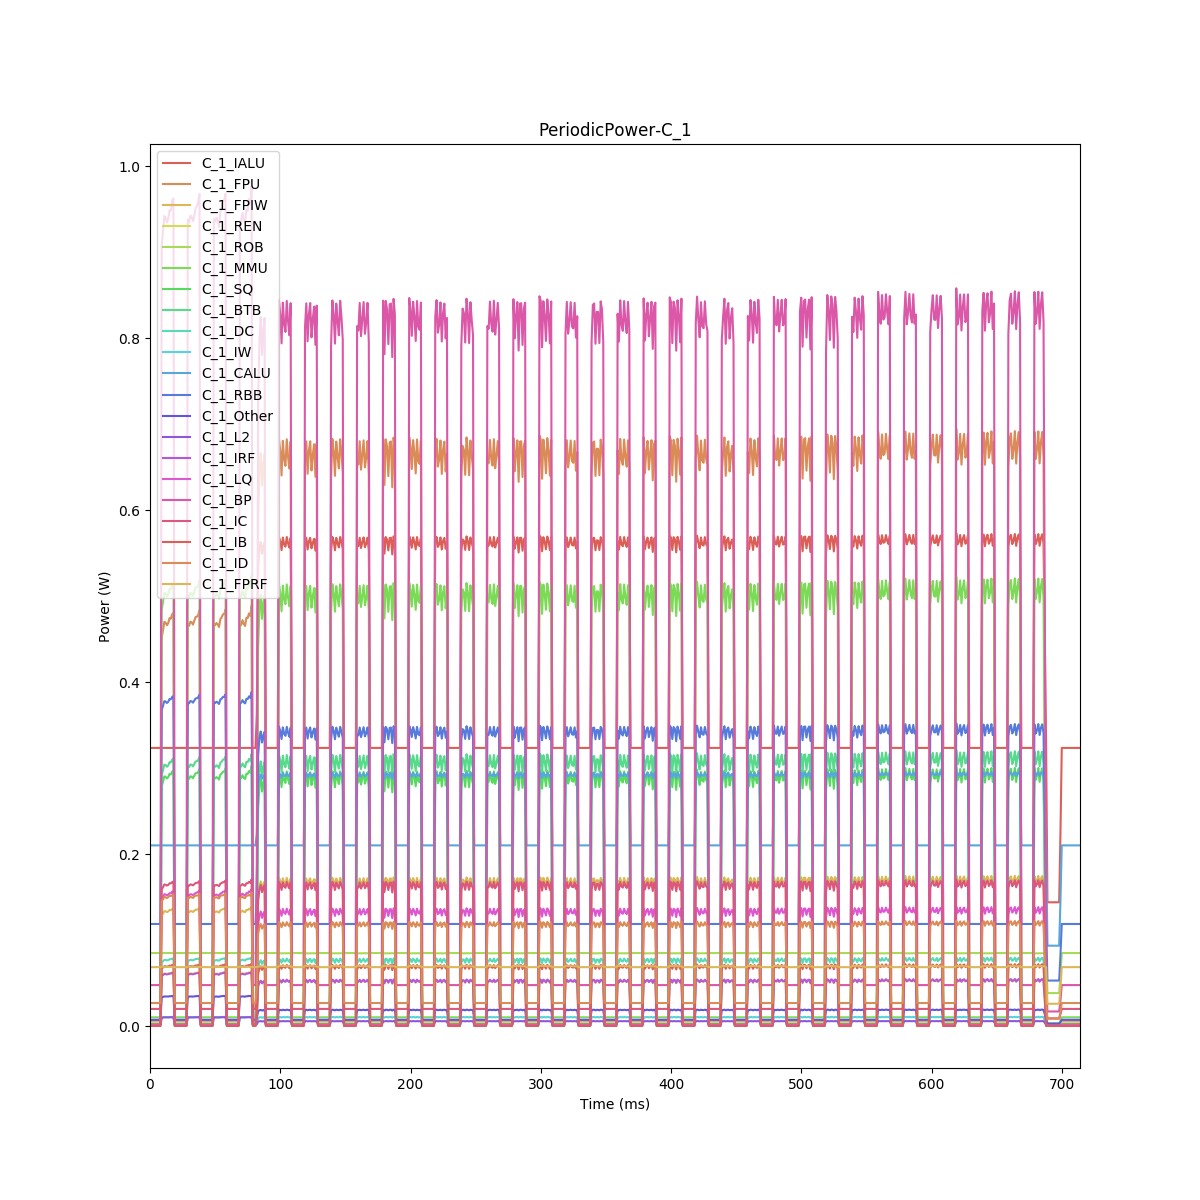 PeriodicPower-C_1
1.0
0.8
0.6
0.4
0.2
0.0
Power (W)
C_1_IALU
C_1_FPU
C_1_FPIW
C_1_REN
C_1_ROB
C_1_MMU
C_1_SQ
C_1_BTB
C_1_DC
C_1_IW
C_1_CALU
C_1_RBB
C_1_Other
C_1_L2
C_1_IRF
C_1_LQ
C_1_BP
C_1_IC
C_1_IB
C_1_ID
C_1_FPRF
0 100 200 300 400 500 600 700
Time (ms)